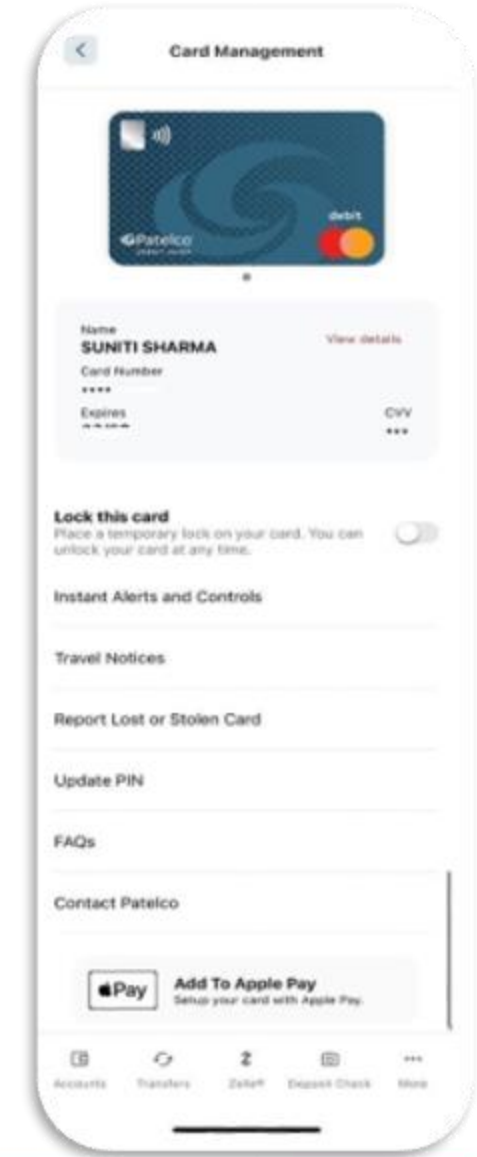 Card Management
debit
Patelco
CREDIT UNION
Name
SUNITI SHARMA
View details
Card Number
••••
Expires
CVV
•••
Lock this card
Place a temporary lock on your card. You can
unlock your card at any time.
Instant Alerts and Controls
Travel Notices
Report Lost or Stolen Card
Update PIN
FAQs
Contact Patelco
Pay
Add To Apple Pay
Setup your card with Apple Pay.
Accounts
Transfers
Zelle®
Deposit Check
More